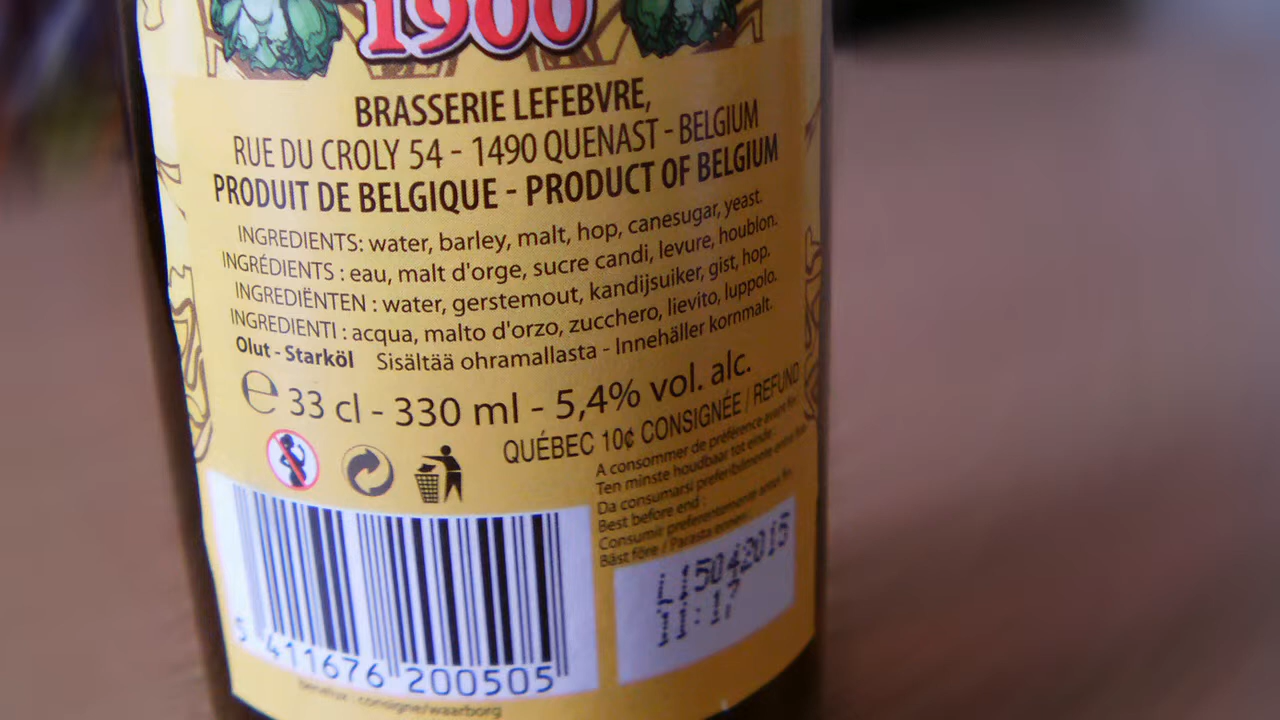 1900
BRASSERIE LEFEBVRE,
RUE DU CROLY 54 - 1490 QUENAST - BELGIUM
PRODUIT DE BELGIQUE - PRODUCT OF BELGIUM
INGREDIENTS: water, barley, malt, hop, canesugar, yeast.
INGRÉDIENTS : eau, malt d'orge, sucre candi, levure, houblon.
INGREDIËNTEN : water, gerstemout, kandijsuiker, gist, hop.
INGREDIENTI : acqua, malto d'orzo, zucchero, lievito, luppolo.
Olut - Starköl Sisältää ohramallasta - Innehäller kornmalt.
℮ 33 cl - 330 ml - 5,4% vol. alc.
QUÉBEC 10¢ CONSIGNÉE / REFUND
A consommer de préférence avant fin :
Ten minste houdbaar tot einde :
Da consumarsi preferibilmente entro fine
Best before end :
Consumir preferentemente antes fin
Bäst före / Parasta ennen :
5 411676 200505
Benelux : consigne/waarborg